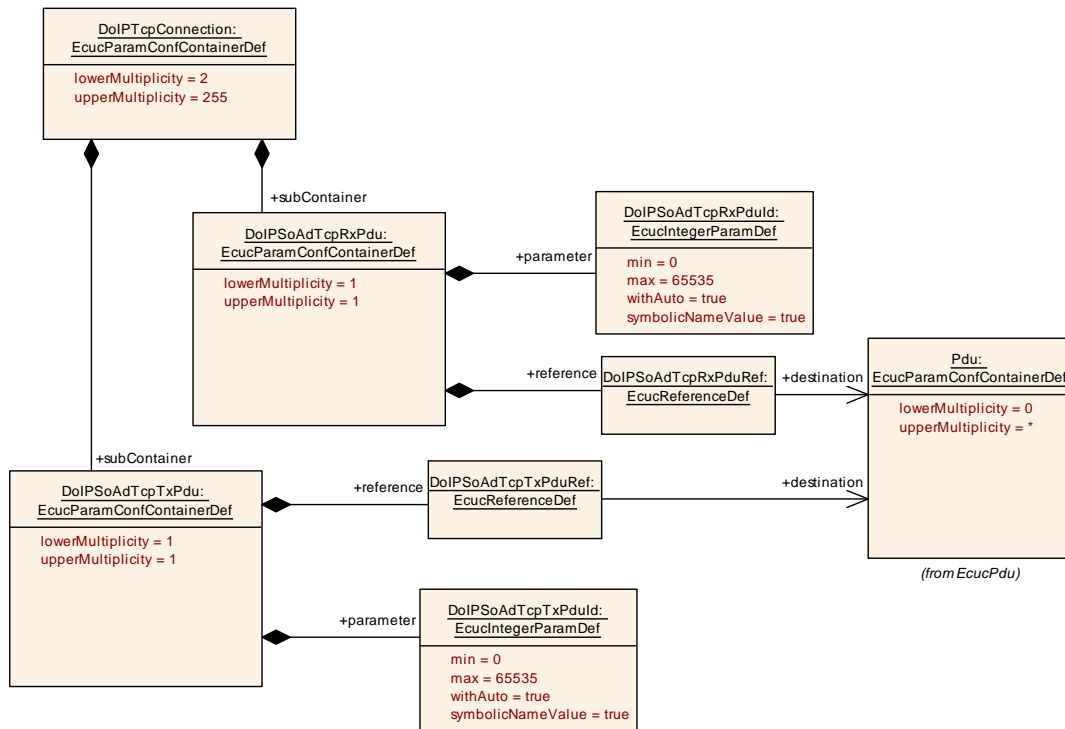 DoIPTcpConnection:
EcucParamConfContainerDef
lowerMultiplicity = 2
upperMultiplicity = 255
+subContainer
DoIPSoAdTcpRxPdu:
EcucParamConfContainerDef
lowerMultiplicity = 1
upperMultiplicity = 1
+parameter
DoIPSoAdTcpRxPduId:
EcucIntegerParamDef
min = 0
max = 65535
withAuto = true
symbolicNameValue = true
+reference
DoIPSoAdTcpRxPduRef:
EcucReferenceDef
+destination
Pdu:
EcucParamConfContainerDef
lowerMultiplicity = 0
upperMultiplicity = *
(from EcucPdu)
+subContainer
DoIPSoAdTcpTxPdu:
EcucParamConfContainerDef
lowerMultiplicity = 1
upperMultiplicity = 1
+reference
DoIPSoAdTcpTxPduRef:
EcucReferenceDef
+destination
+parameter
DoIPSoAdTcpTxPduId:
EcucIntegerParamDef
min = 0
max = 65535
withAuto = true
symbolicNameValue = true